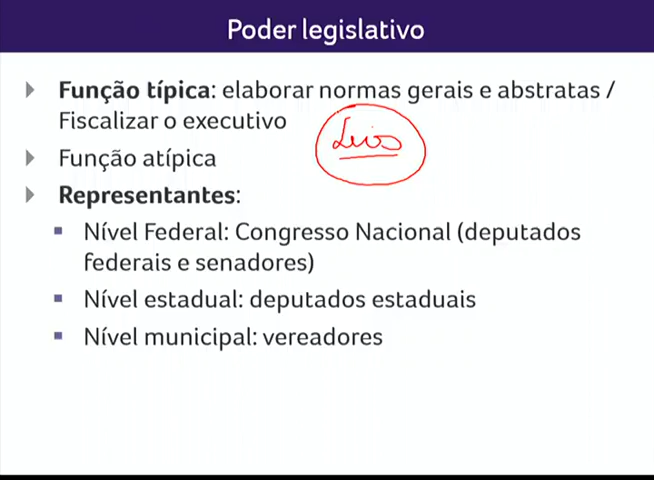 Poder legislativo
Função típica: elaborar normas gerais e abstratas /
Fiscalizar o executivo
Leis
Função atípica
Representantes:
Nível Federal: Congresso Nacional (deputados
federais e senadores)
Nível estadual: deputados estaduais
Nível municipal: vereadores